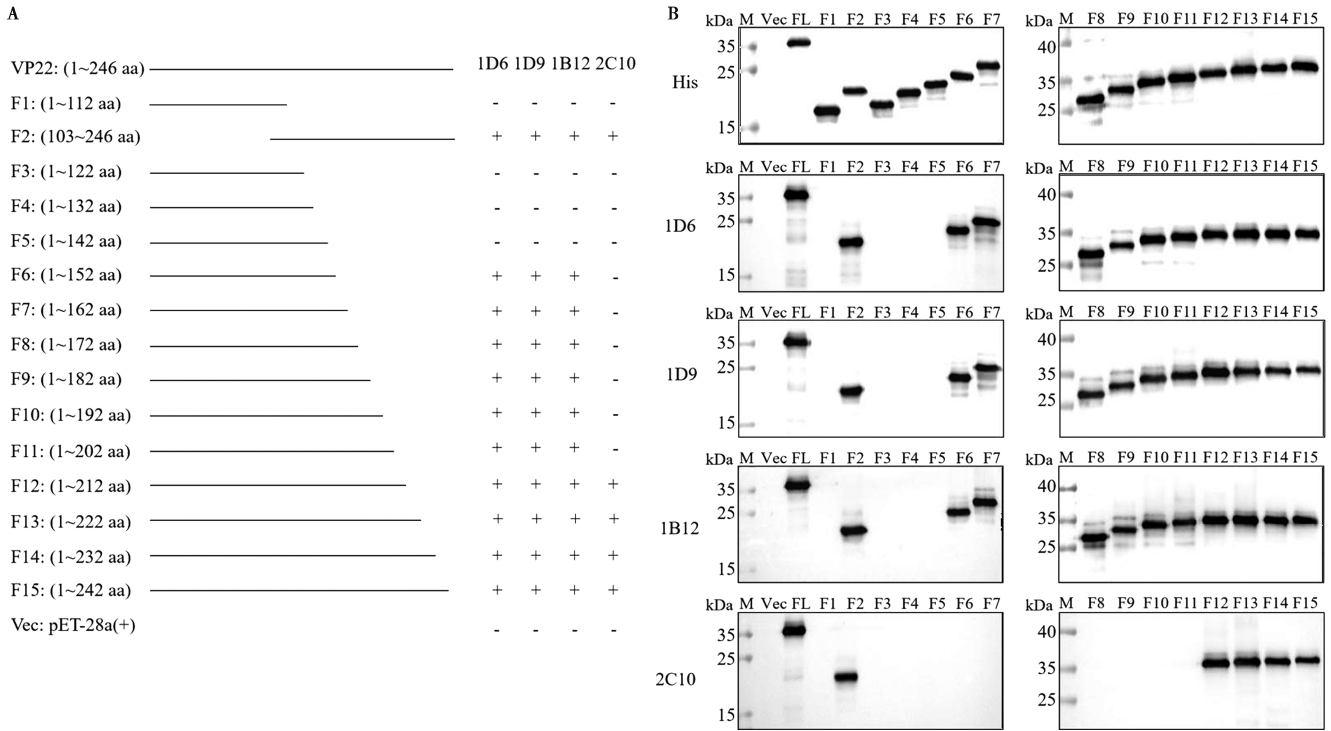 A
1D6 1D9 1B12 2C10
VP22: (1~246 aa)
F1: (1~112 aa) - - - -
F2: (103~246 aa) + + + +
F3: (1~122 aa) - - - -
F4: (1~132 aa) - - - -
F5: (1~142 aa) - - - -
F6: (1~152 aa) + + + -
F7: (1~162 aa) + + + -
F8: (1~172 aa) + + + -
F9: (1~182 aa) + + + -
F10: (1~192 aa) + + + -
F11: (1~202 aa) + + + -
F12: (1~212 aa) + + + +
F13: (1~222 aa) + + + +
F14: (1~232 aa) + + + +
F15: (1~242 aa) + + + +
Vec: pET-28a(+) - - - -
B
kDa M Vec FL F1 F2 F3 F4 F5 F6 F7
35
25
15
His
kDa M F8 F9 F10 F11 F12 F13 F14 F15
40
35
25
kDa M Vec FL F1 F2 F3 F4 F5 F6 F7
35
25
15
1D6
kDa M F8 F9 F10 F11 F12 F13 F14 F15
40
35
25
kDa M Vec FL F1 F2 F3 F4 F5 F6 F7
35
25
15
1D9
kDa M F8 F9 F10 F11 F12 F13 F14 F15
40
35
25
kDa M Vec FL F1 F2 F3 F4 F5 F6 F7
35
25
15
1B12
kDa M F8 F9 F10 F11 F12 F13 F14 F15
40
35
25
kDa M Vec FL F1 F2 F3 F4 F5 F6 F7
35
25
15
2C10
kDa M F8 F9 F10 F11 F12 F13 F14 F15
40
35
25